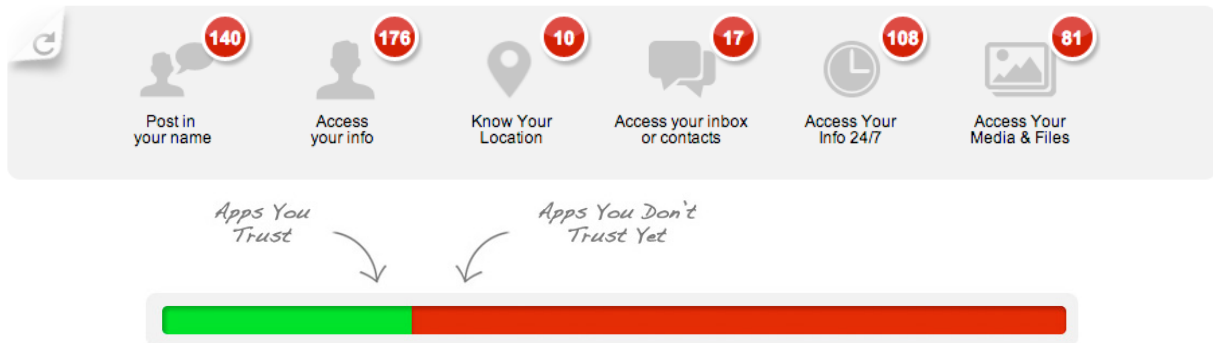 140
176
10
17
108
81
Post in
your name
Access
your info
Know Your
Location
Access your inbox
or contacts
Access Your
Info 24/7
Access Your
Media & Files
Apps You
Trust
Apps You Don't
Trust Yet